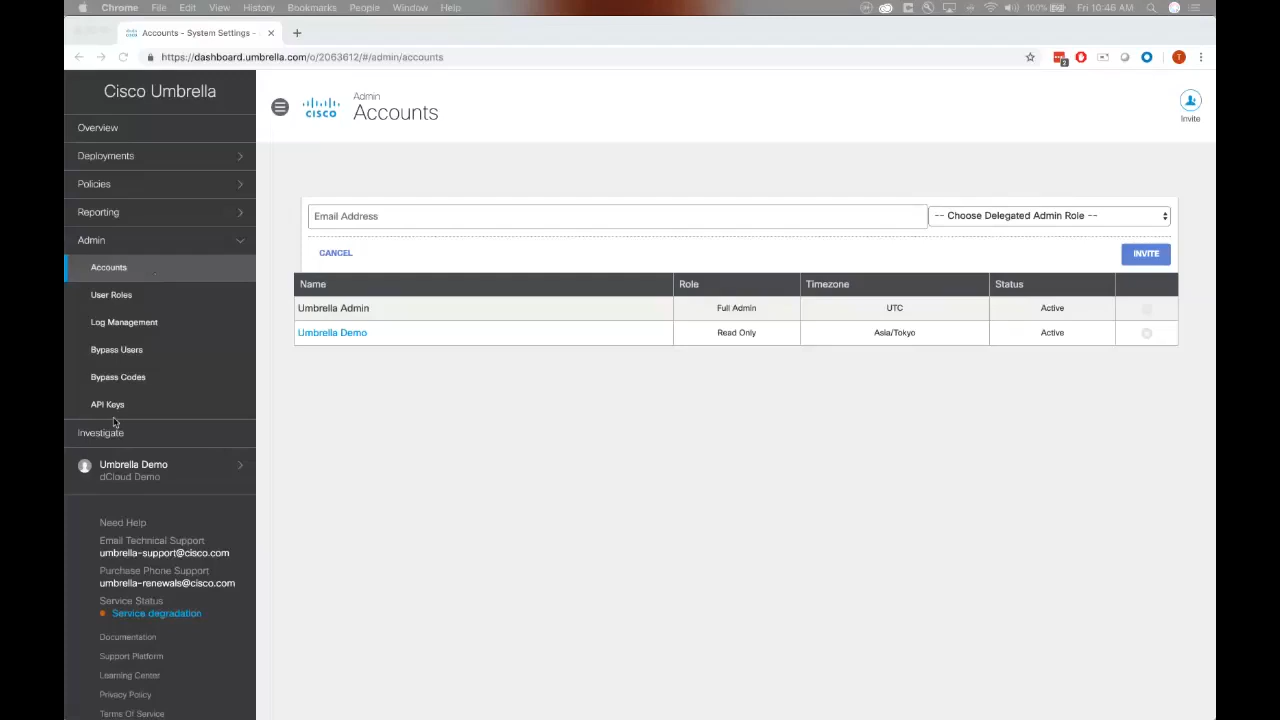 Chrome File Edit View History Bookmarks People Window Help 100% Fri 10:46 AM
Accounts - System Settings -
https://dashboard.umbrella.com/o/2063612/#/admin/accounts
2
T
Cisco Umbrella
Overview
Deployments
Policies
Reporting
Admin
Accounts
User Roles
Log Management
Bypass Users
Bypass Codes
API Keys
Investigate
Umbrella Demo
dCloud Demo
Need Help
Email Technical Support
umbrella-support@cisco.com
Purchase Phone Support
umbrella-renewals@cisco.com
Service Status
Service degradation
Documentation
Support Platform
Learning Center
Privacy Policy
Terms Of Service
CISCO
Admin
Accounts
Invite
Email Address -- Choose Delegated Admin Role --
CANCEL INVITE
Name Role Timezone Status
Umbrella Admin Full Admin UTC Active
Umbrella Demo Read Only Asia/Tokyo Active